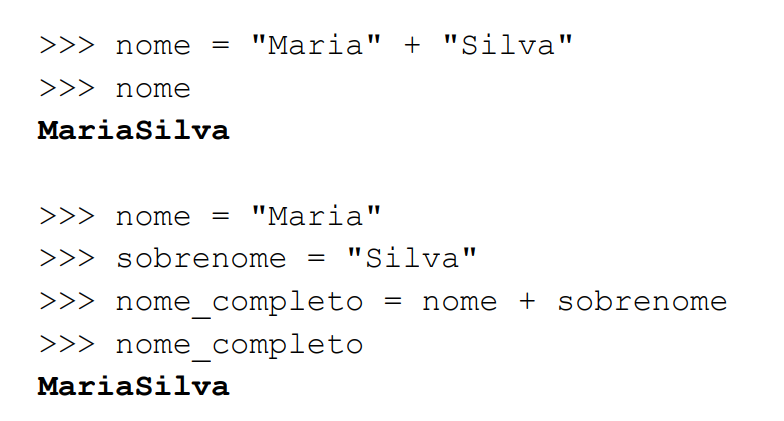 >>> nome = "Maria" + "Silva"
>>> nome
MariaSilva
>>> nome = "Maria"
>>> sobrenome = "Silva"
>>> nome_completo = nome + sobrenome
>>> nome_completo
MariaSilva